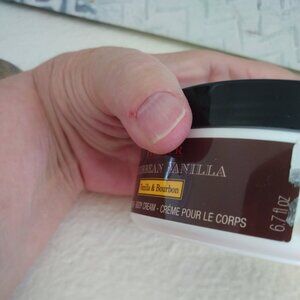 VANILLA
Vanilla & Bourbon
BODY CREAM - CRÈME POUR LE CORPS
6.7 fl oz